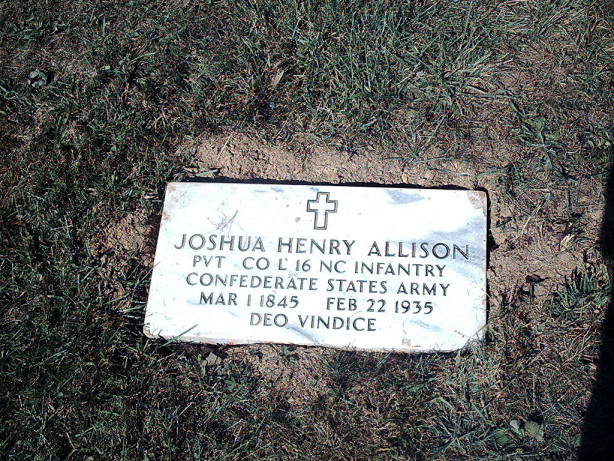 JOSHUA HENRY ALLISON
PVT CO L' 16 NC INFANTRY
CONFEDERATE STATES ARMY
MAR 1 1845 FEB 22 1935
DEO VINDICE